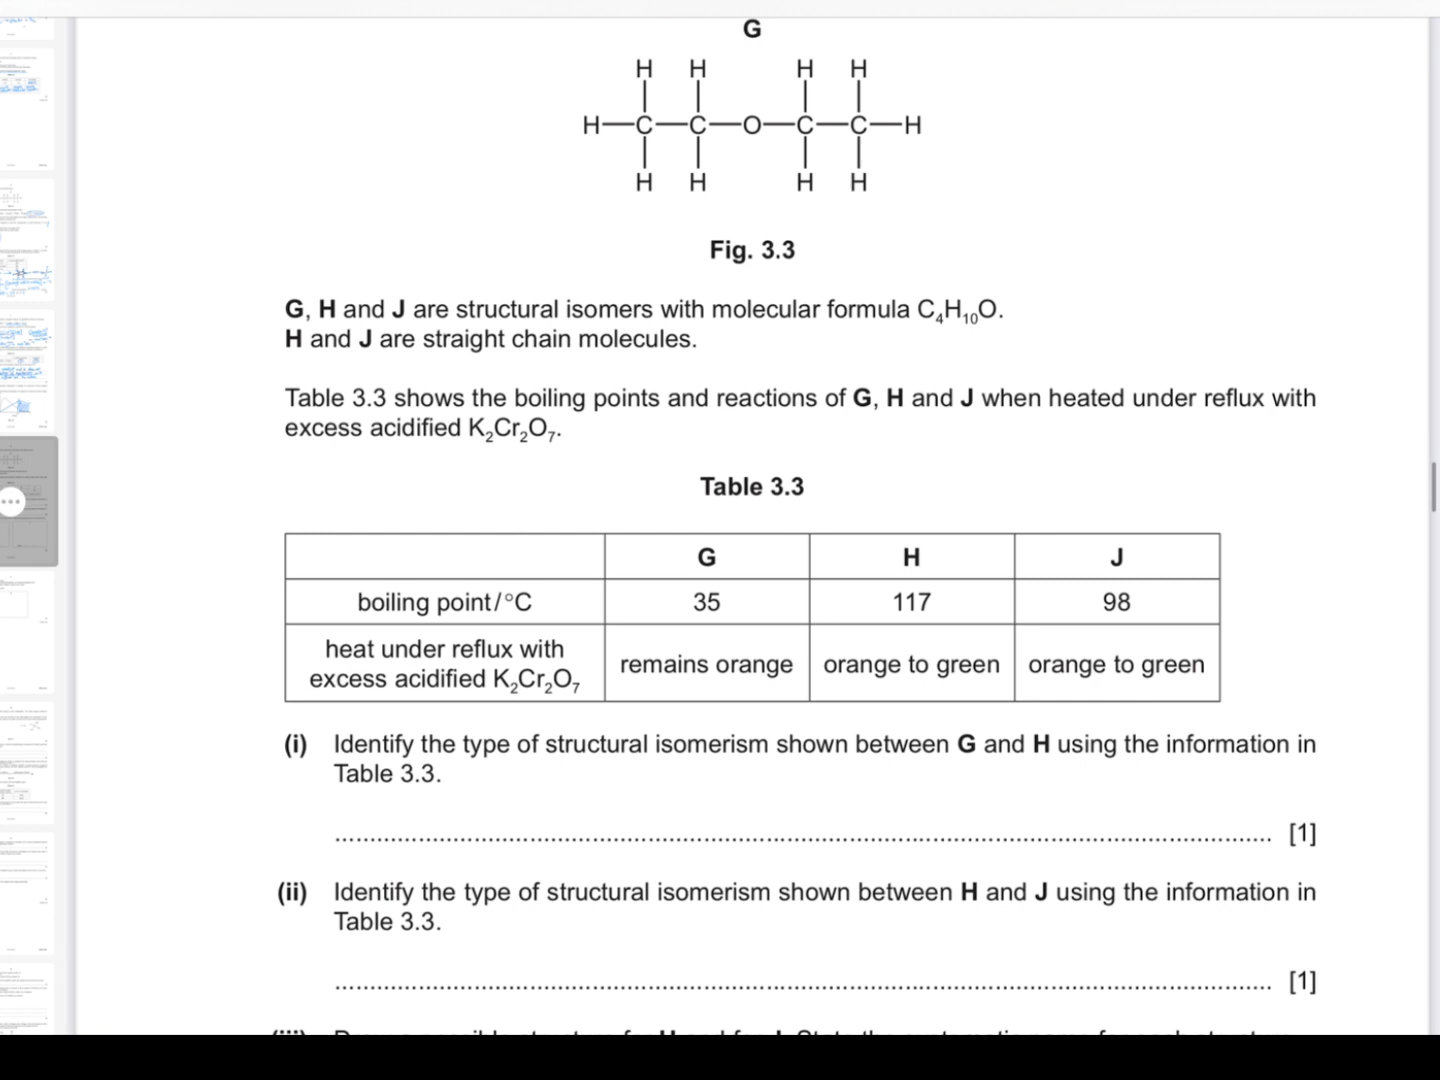 G
H H H H
H—C—C—O—C—C—H
H H H H
Fig. 3.3
G, H and J are structural isomers with molecular formula C₄H₁₀O.
H and J are straight chain molecules.
Table 3.3 shows the boiling points and reactions of G, H and J when heated under reflux with
excess acidified K₂Cr₂O₇.
Table 3.3
G H J
boiling point/°C 35 117 98
heat under reflux with
excess acidified K₂Cr₂O₇ remains orange orange to green orange to green
(i) Identify the type of structural isomerism shown between G and H using the information in
Table 3.3.
[1]
(ii) Identify the type of structural isomerism shown between H and J using the information in
Table 3.3.
[1]